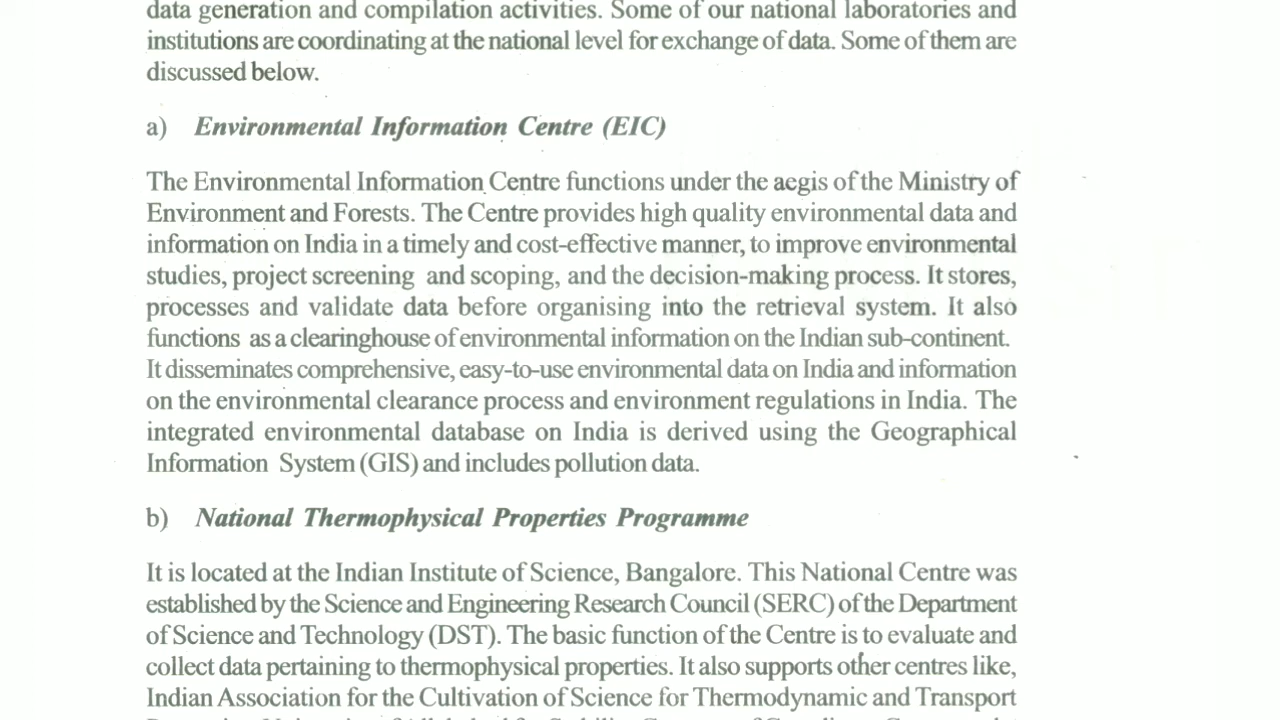 data generation and compilation activities. Some of our national laboratories and
institutions are coordinating at the national level for exchange of data. Some of them are
discussed below.
a) Environmental Information Centre (EIC)
The Environmental Information Centre functions under the aegis of the Ministry of
Environment and Forests. The Centre provides high quality environmental data and
information on India in a timely and cost-effective manner, to improve environmental
studies, project screening and scoping, and the decision-making process. It stores,
processes and validate data before organising into the retrieval system. It also
functions as a clearinghouse of environmental information on the Indian sub-continent.
It disseminates comprehensive, easy-to-use environmental data on India and information
on the environmental clearance process and environment regulations in India. The
integrated environmental database on India is derived using the Geographical
Information System (GIS) and includes pollution data.
b) National Thermophysical Properties Programme
It is located at the Indian Institute of Science, Bangalore. This National Centre was
established by the Science and Engineering Research Council (SERC) of the Department
of Science and Technology (DST). The basic function of the Centre is to evaluate and
collect data pertaining to thermophysical properties. It also supports other centres like,
Indian Association for the Cultivation of Science for Thermodynamic and Transport